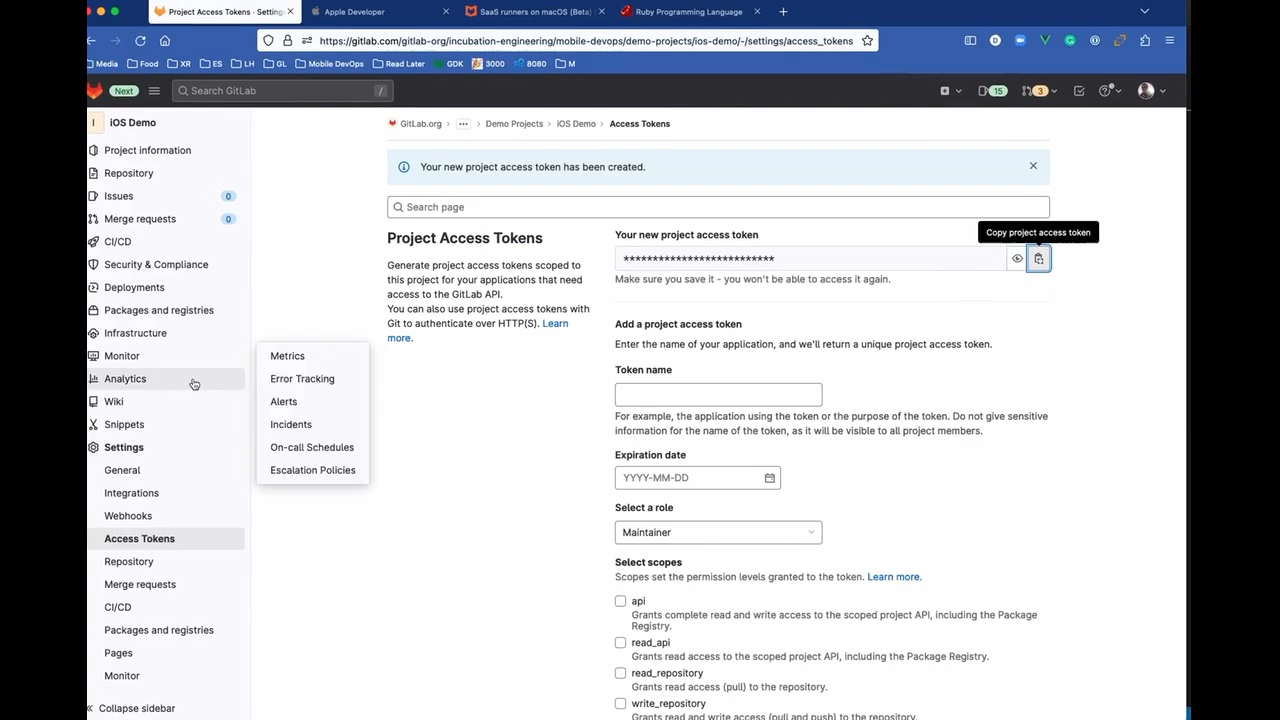 Project Access Tokens · Setting
Apple Developer
SaaS runners on macOS (Beta)
Ruby Programming Language
https://gitlab.com/gitlab-org/incubation-engineering/mobile-devops/demo-projects/ios-demo/-/settings/access_tokens
Media
Food
XR
ES
LH
GL
Mobile DevOps
Read Later
GDK
3000
8080
M
Next
Search GitLab
/
15
3
iOS Demo
I
Project information
Repository
Issues
0
Merge requests
0
CI/CD
Security & Compliance
Deployments
Packages and registries
Infrastructure
Monitor
Analytics
Wiki
Snippets
Settings
General
Integrations
Webhooks
Access Tokens
Repository
Merge requests
CI/CD
Packages and registries
Pages
Monitor
Collapse sidebar
Metrics
Error Tracking
Alerts
Incidents
On-call Schedules
Escalation Policies
GitLab.org › ··· › Demo Projects › iOS Demo › Access Tokens
Your new project access token has been created.
Search page
Project Access Tokens
Generate project access tokens scoped to
this project for your applications that need
access to the GitLab API.
You can also use project access tokens with
Git to authenticate over HTTP(S). Learn
more.
Your new project access token
Copy project access token
**************************
Make sure you save it - you won't be able to access it again.
Add a project access token
Enter the name of your application, and we'll return a unique project access token.
Token name
For example, the application using the token or the purpose of the token. Do not give sensitive
information for the name of the token, as it will be visible to all project members.
Expiration date
YYYY-MM-DD
Select a role
Maintainer
Select scopes
Scopes set the permission levels granted to the token. Learn more.
api
Grants complete read and write access to the scoped project API, including the Package
Registry.
read_api
Grants read access to the scoped project API, including the Package Registry.
read_repository
Grants read access (pull) to the repository.
write_repository
Grants read and write access (pull and push) to the repository.